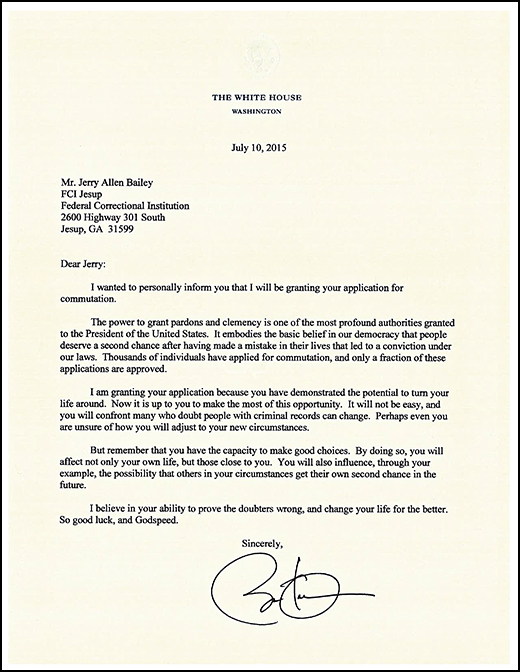 THE WHITE HOUSE
WASHINGTON
July 10, 2015
Mr. Jerry Allen Bailey
FCI Jesup
Federal Correctional Institution
2600 Highway 301 South
Jesup, GA 31599
Dear Jerry:
I wanted to personally inform you that I will be granting your application for
commutation.
The power to grant pardons and clemency is one of the most profound authorities granted
to the President of the United States. It embodies the basic belief in our democracy that people
deserve a second chance after having made a mistake in their lives that led to a conviction under
our laws. Thousands of individuals have applied for commutation, and only a fraction of these
applications are approved.
I am granting your application because you have demonstrated the potential to turn your
life around. Now it is up to you to make the most of this opportunity. It will not be easy, and
you will confront many who doubt people with criminal records can change. Perhaps even you
are unsure of how you will adjust to your new circumstances.
But remember that you have the capacity to make good choices. By doing so, you will
affect not only your own life, but those close to you. You will also influence, through your
example, the possibility that others in your circumstances get their own second chance in the
future.
I believe in your ability to prove the doubters wrong, and change your life for the better.
So good luck, and Godspeed.
Sincerely,